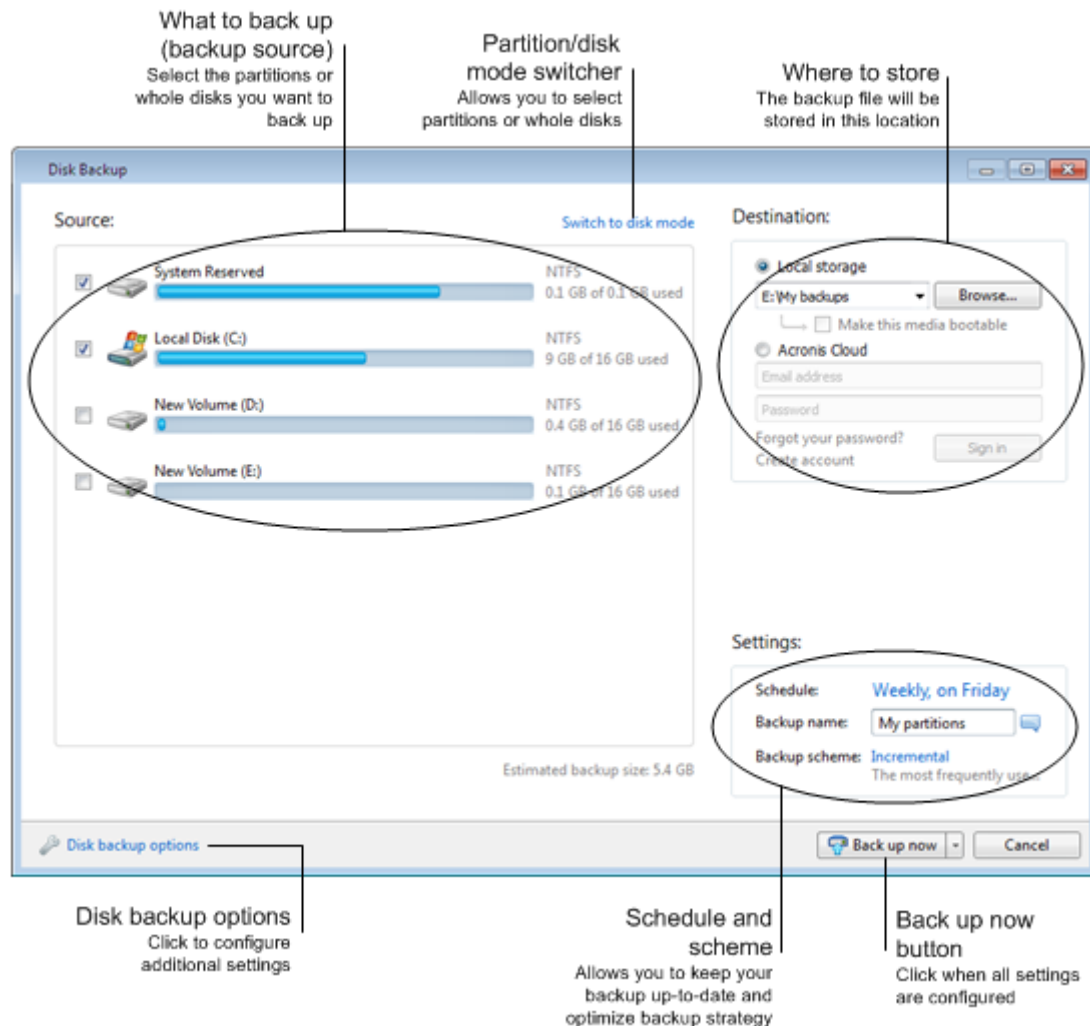 What to back up
(backup source)
Select the partitions or
whole disks you want to
back up
Partition/disk
mode switcher
Allows you to select
partitions or whole disks
Where to store
The backup file will be
stored in this location
Disk Backup
Source:
Switch to disk mode
System Reserved
NTFS
0.1 GB of 0.1 GB used
Local Disk (C:)
NTFS
9 GB of 16 GB used
New Volume (D:)
NTFS
0.4 GB of 16 GB used
New Volume (E:)
NTFS
0.1 GB of 16 GB used
Estimated backup size: 5.4 GB
Destination:
Local storage
E:\My backups
Browse...
Make this media bootable
Acronis Cloud
Email address
Password
Forgot your password?
Sign in
Create account
Settings:
Schedule: Weekly, on Friday
Backup name: My partitions
Backup scheme: Incremental
The most frequently use...
Disk backup options
Back up now
Cancel
Disk backup options
Click to configure
additional settings
Schedule and
scheme
Allows you to keep your
backup up-to-date and
optimize backup strategy
Back up now
button
Click when all settings
are configured